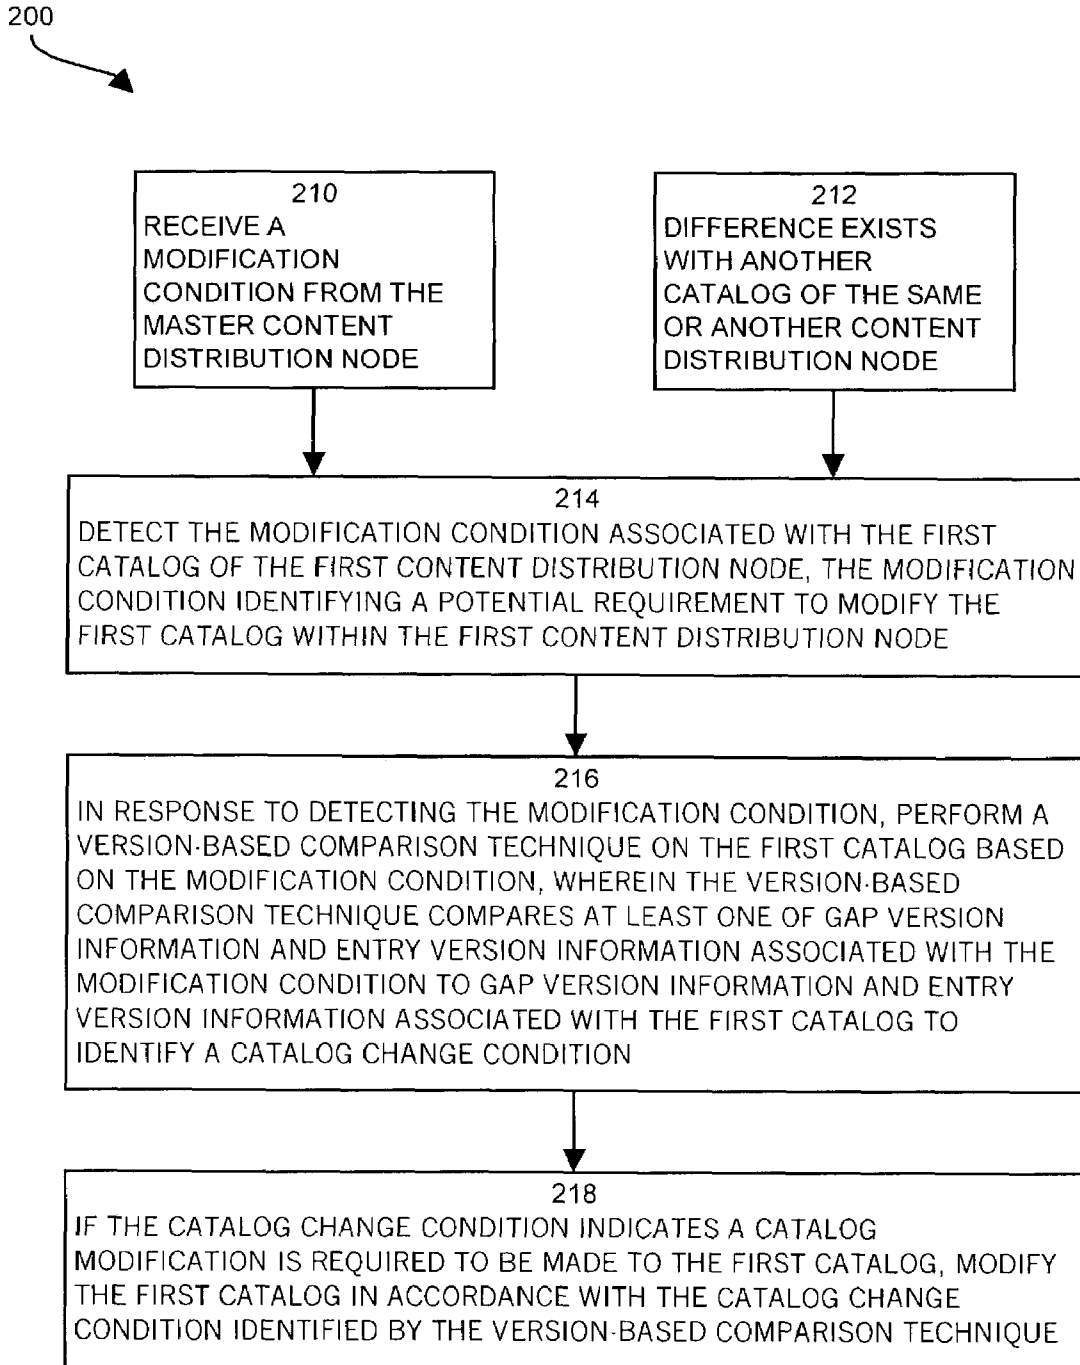 200
210
RECEIVE A
MODIFICATION
CONDITION FROM THE
MASTER CONTENT
DISTRIBUTION NODE
212
DIFFERENCE EXISTS
WITH ANOTHER
CATALOG OF THE SAME
OR ANOTHER CONTENT
DISTRIBUTION NODE
214
DETECT THE MODIFICATION CONDITION ASSOCIATED WITH THE FIRST
CATALOG OF THE FIRST CONTENT DISTRIBUTION NODE, THE MODIFICATION
CONDITION IDENTIFYING A POTENTIAL REQUIREMENT TO MODIFY THE
FIRST CATALOG WITHIN THE FIRST CONTENT DISTRIBUTION NODE
216
IN RESPONSE TO DETECTING THE MODIFICATION CONDITION, PERFORM A
VERSION-BASED COMPARISON TECHNIQUE ON THE FIRST CATALOG BASED
ON THE MODIFICATION CONDITION, WHEREIN THE VERSION-BASED
COMPARISON TECHNIQUE COMPARES AT LEAST ONE OF GAP VERSION
INFORMATION AND ENTRY VERSION INFORMATION ASSOCIATED WITH THE
MODIFICATION CONDITION TO GAP VERSION INFORMATION AND ENTRY
VERSION INFORMATION ASSOCIATED WITH THE FIRST CATALOG TO
IDENTIFY A CATALOG CHANGE CONDITION
218
IF THE CATALOG CHANGE CONDITION INDICATES A CATALOG
MODIFICATION IS REQUIRED TO BE MADE TO THE FIRST CATALOG, MODIFY
THE FIRST CATALOG IN ACCORDANCE WITH THE CATALOG CHANGE
CONDITION IDENTIFIED BY THE VERSION-BASED COMPARISON TECHNIQUE